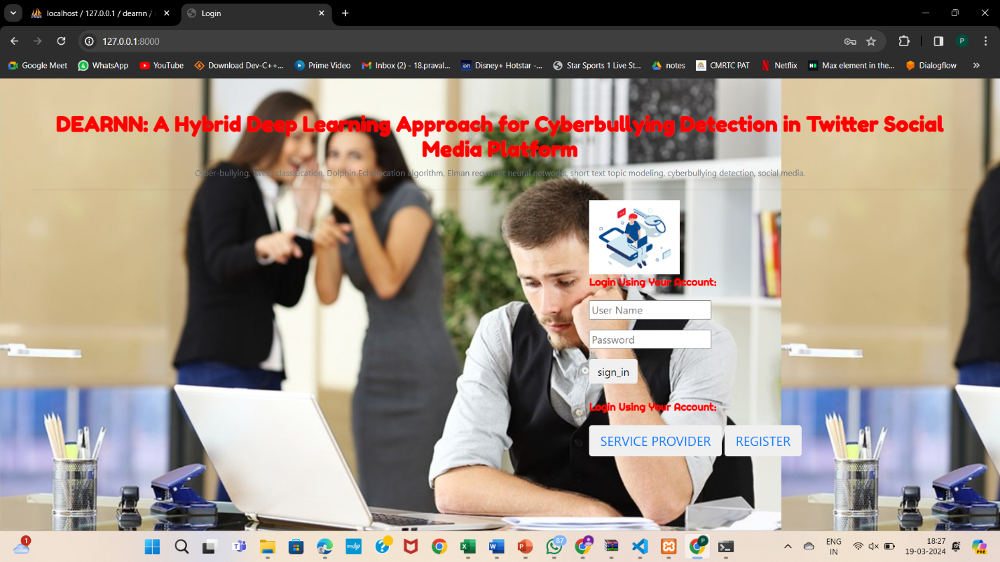 localhost / 127.0.0.1 / dearnn /
Login
127.0.0.1:8000
P
Google Meet
WhatsApp
YouTube
Download Dev-C++...
Prime Video
Inbox (2) - 18.praval...
Disney+ Hotstar -...
Star Sports 1 Live St...
notes
CMRTC PAT
Netflix
Max element in the...
Dialogflow
DEARNN: A Hybrid Deep Learning Approach for Cyberbullying Detection in Twitter Social
Media Platform
Cyber-bullying, tweet classification, Dolphin Echolocation algorithm, Elman recurrent neural networks, short text topic modeling, cyberbullying detection, social media.
Login Using Your Account:
User Name
Password
sign_in
Login Using Your Account:
SERVICE PROVIDER
REGISTER
1
myhp
87
P
ENG
IN
18:27
19-03-2024
PRE